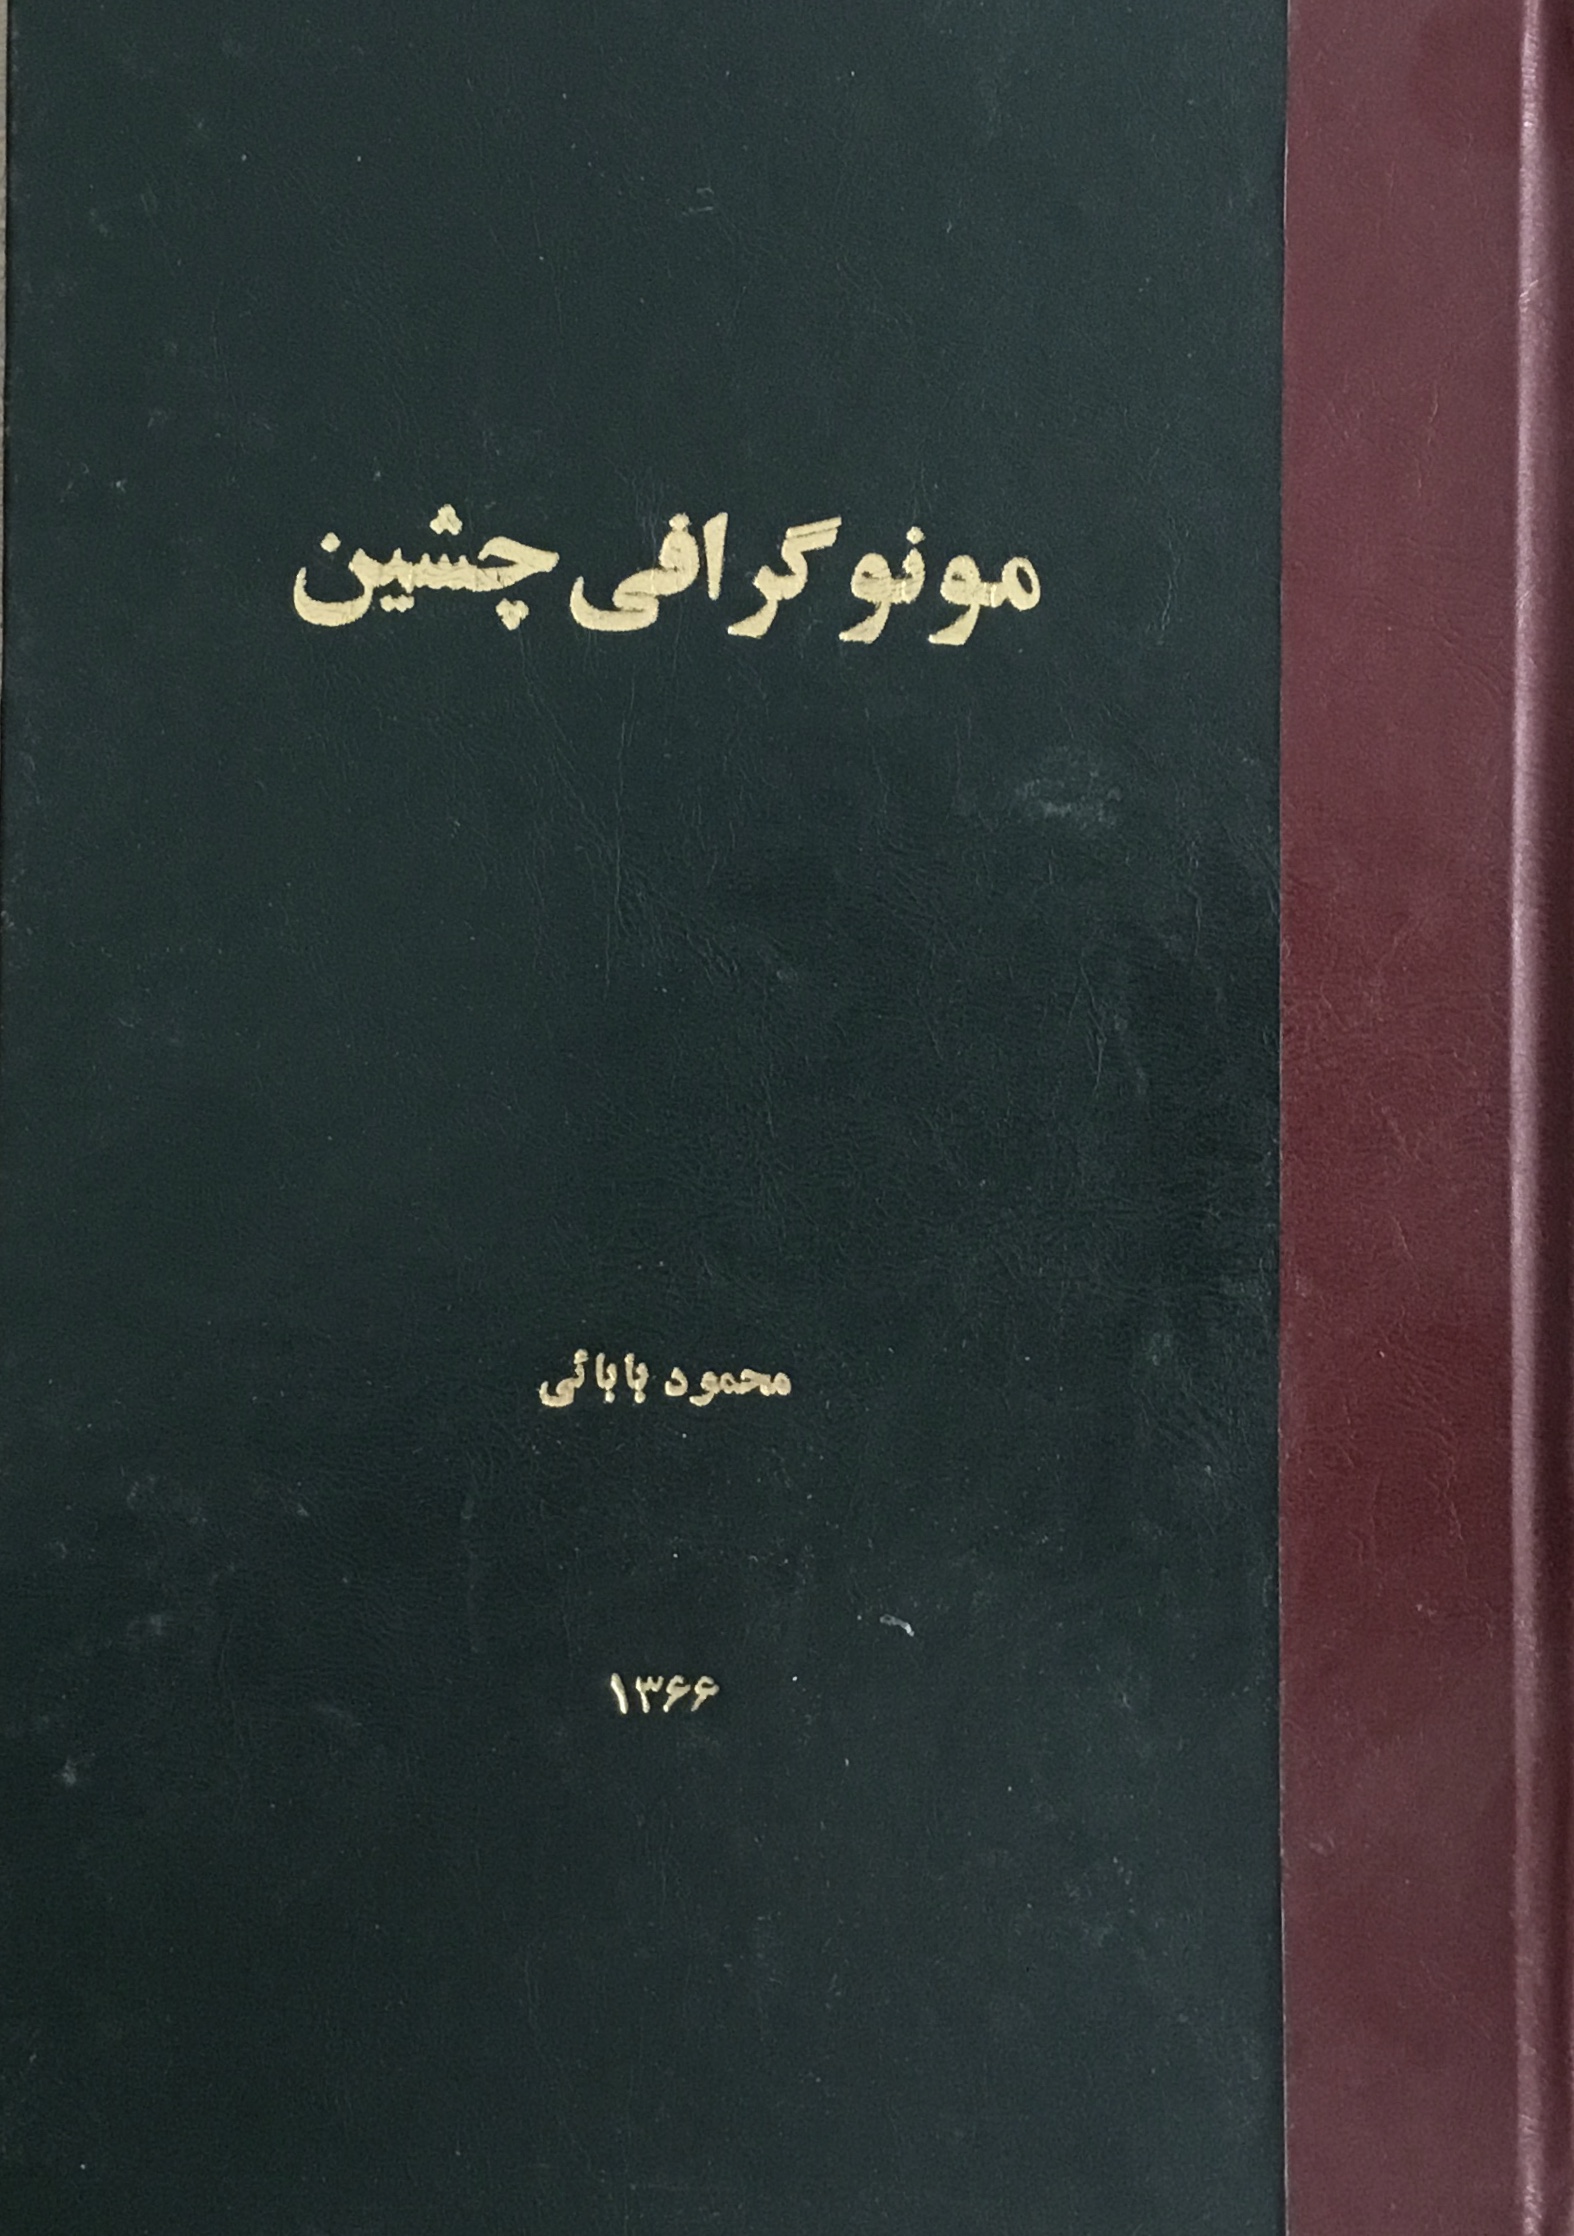 مونوگرافی چشین
محمود بابائی
۱۳۶۶